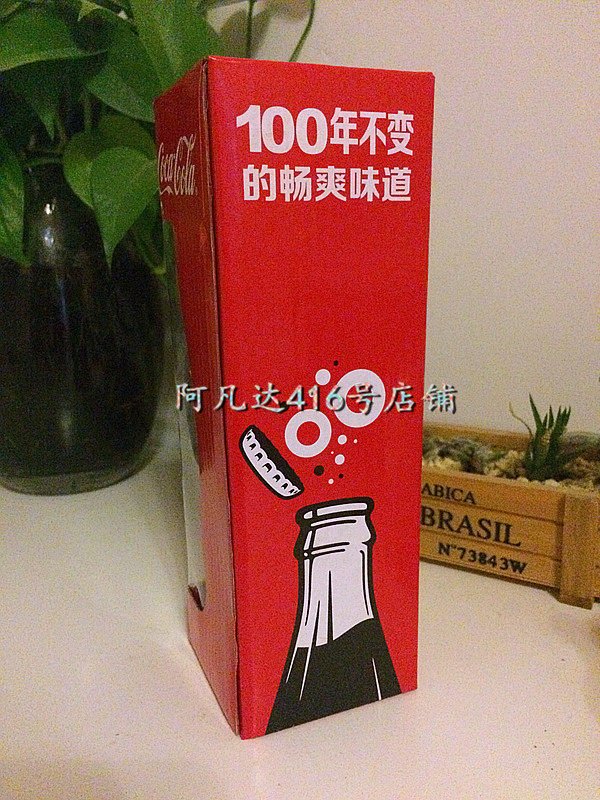 100年不变
的畅爽味道
Coca-Cola
阿凡达416号店铺
ABICA
BRASIL
N°73843W